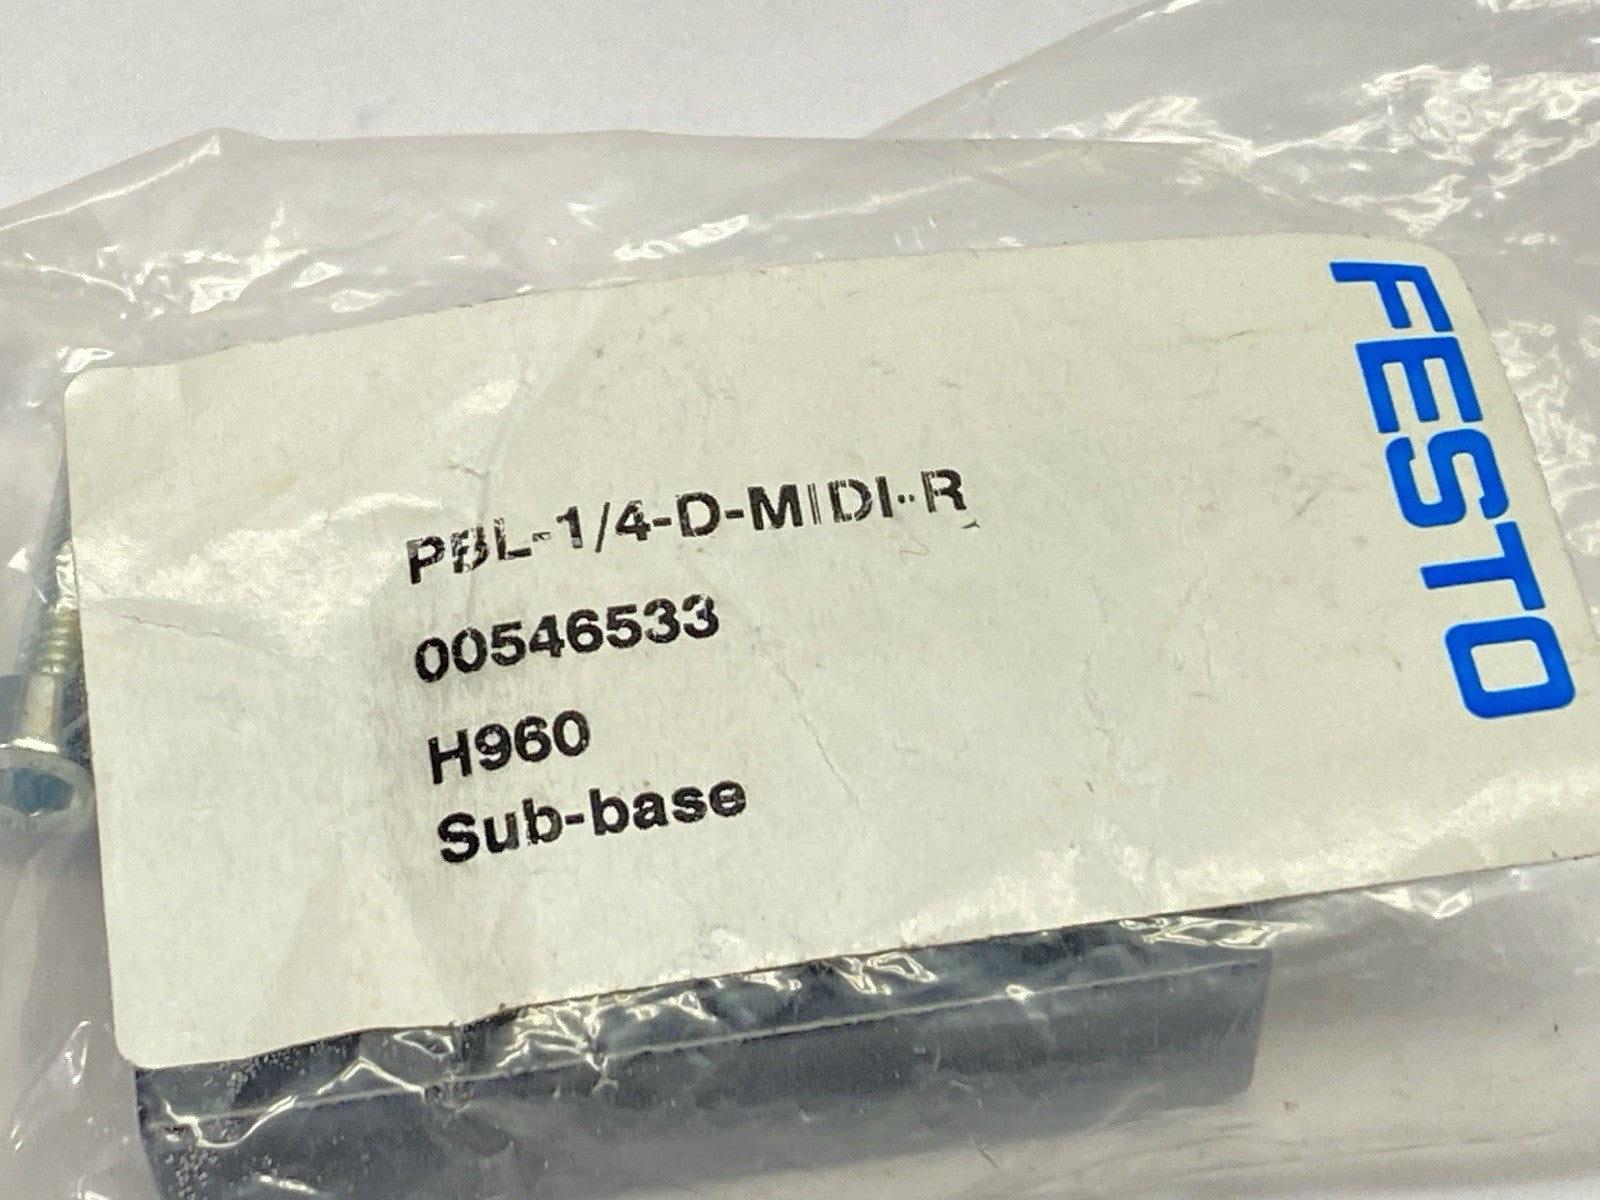 PBL-1/4-D-MIDI-R
00546533
H960
Sub-base
FESTO